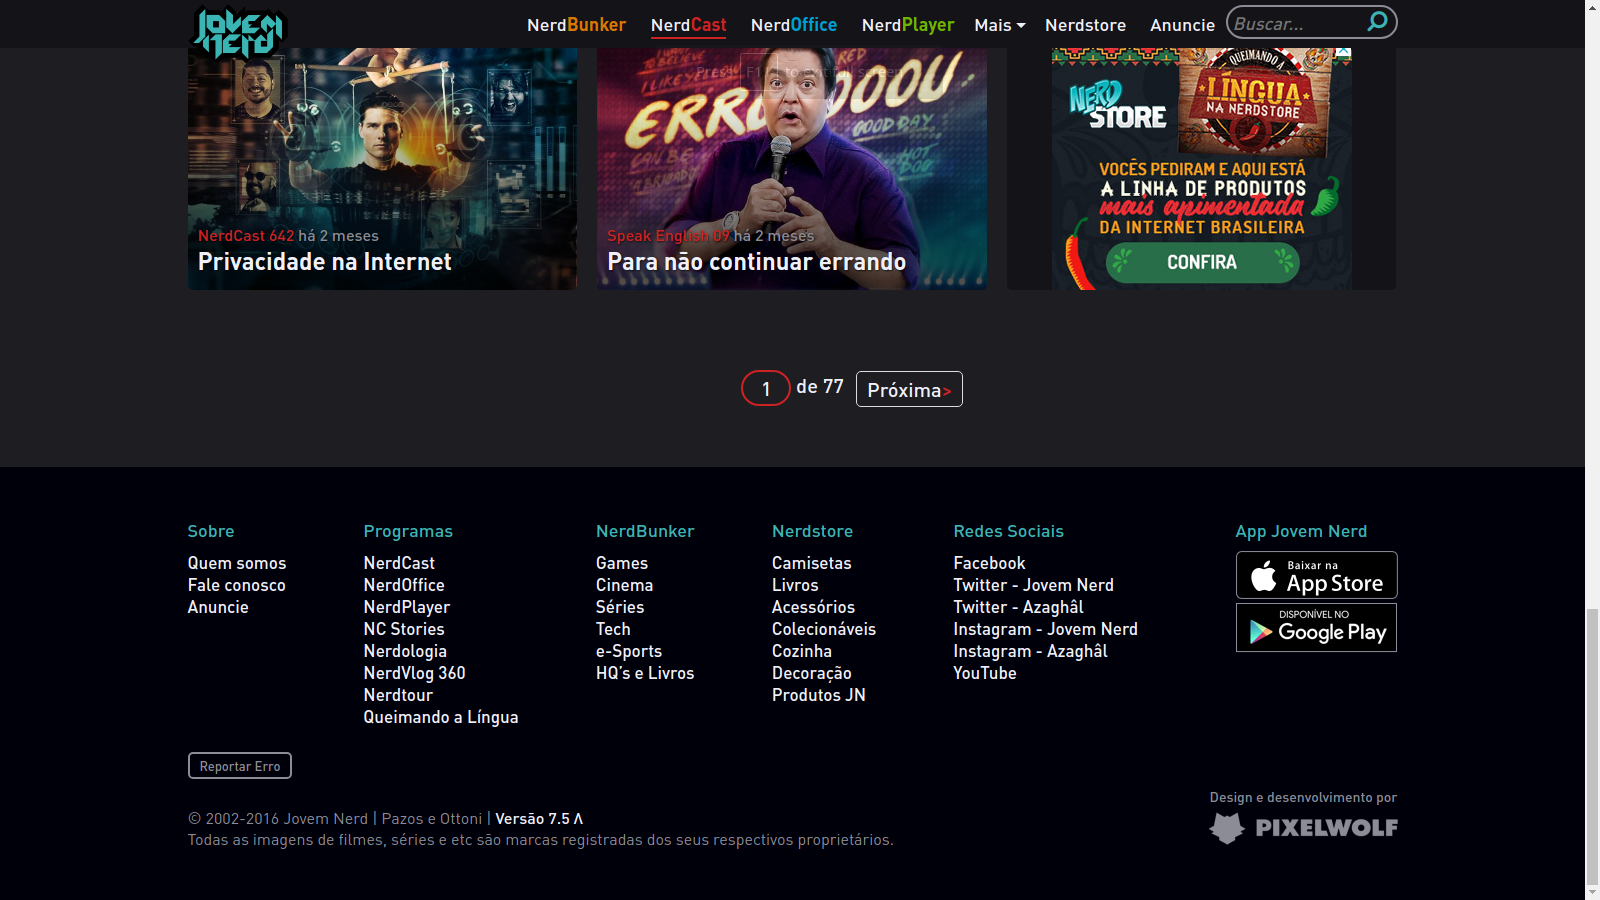 JOVEM NERD
NerdBunker NerdCast NerdOffice NerdPlayer Mais Nerdstore Anuncie Buscar...
NerdCast 642 há 2 meses
Privacidade na Internet
ERROOOOU
GOOD DAY
Speak English 09 há 2 meses
Para não continuar errando
NERD STORE
QUEIMANDO A LÍNGUA NA NERDSTORE
VOCÊS PEDIRAM E AQUI ESTÁ
A LINHA DE PRODUTOS
mais apimentada
DA INTERNET BRASILEIRA
CONFIRA
1 de 77 Próxima>
Sobre
Quem somos
Fale conosco
Anuncie
Programas
NerdCast
NerdOffice
NerdPlayer
NC Stories
Nerdologia
NerdVlog 360
Nerdtour
Queimando a Língua
NerdBunker
Games
Cinema
Séries
Tech
e-Sports
HQ's e Livros
Nerdstore
Camisetas
Livros
Acessórios
Colecionáveis
Cozinha
Decoração
Produtos JN
Redes Sociais
Facebook
Twitter - Jovem Nerd
Twitter - Azaghâl
Instagram - Jovem Nerd
Instagram - Azaghâl
YouTube
App Jovem Nerd
Baixar na
App Store
DISPONÍVEL NO
Google Play
Reportar Erro
© 2002-2016 Jovem Nerd | Pazos e Ottoni | Versão 7.5 Λ
Todas as imagens de filmes, séries e etc são marcas registradas dos seus respectivos proprietários.
Design e desenvolvimento por
PIXELWOLF